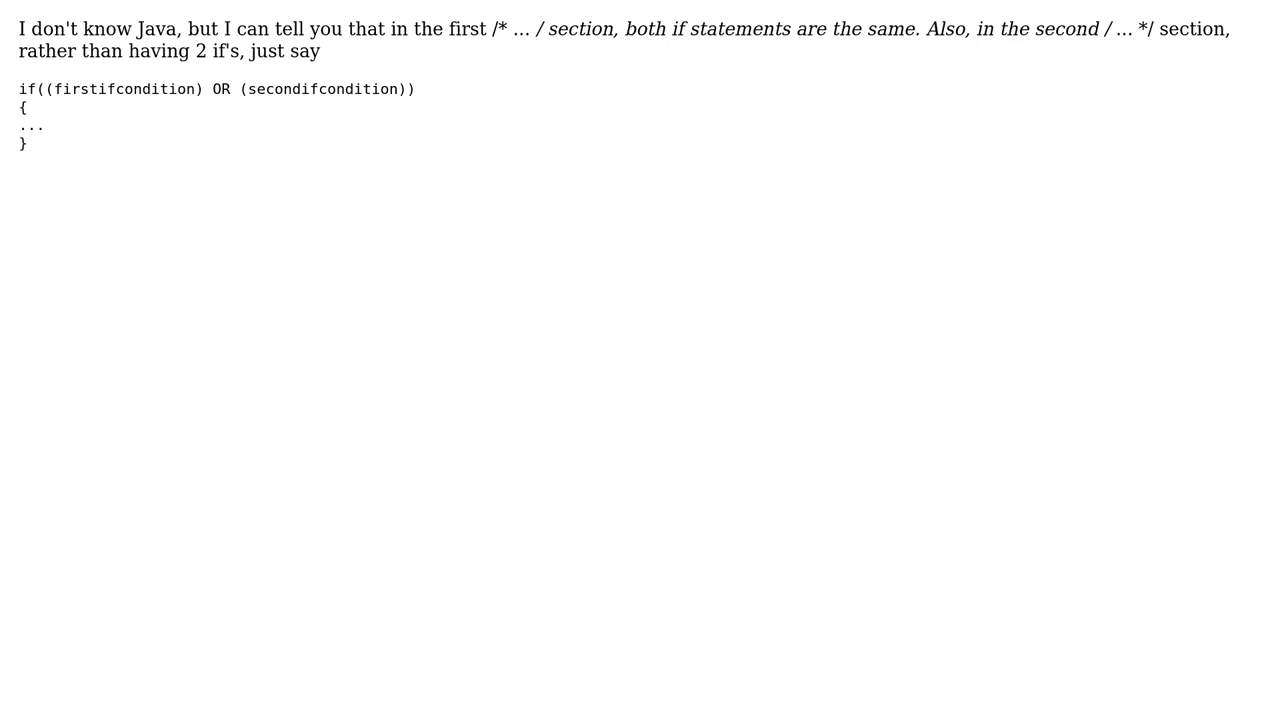 I don't know Java, but I can tell you that in the first /* ... / section, both if statements are the same. Also, in the second / ... */ section,
rather than having 2 if's, just say
if((firstifcondition) OR (secondifcondition))
{
...
}